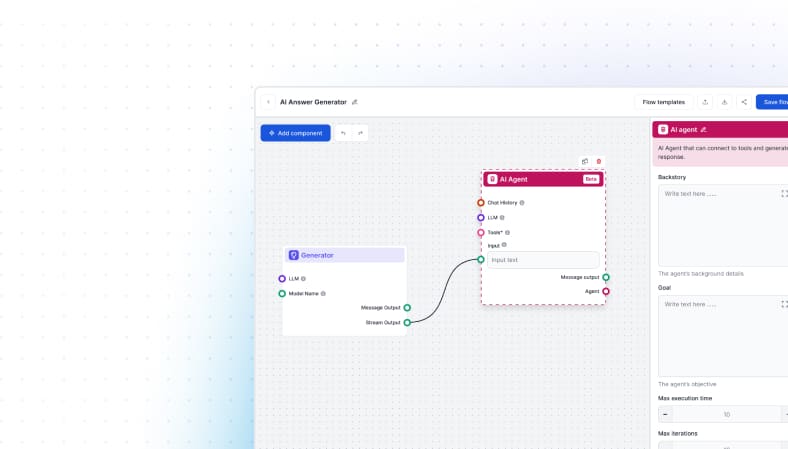 AI Answer Generator
Flow templates
Save flow
Add component
AI Agent
Beta
Chat History
LLM
Tools*
Input
Input text
Message output
Agent
Generator
LLM
Model Name
Message Output
Stream Output
AI agent
AI Agent that can connect to tools and generate
response.
Backstory
Write text here ......
The agent's background details
Goal
Write text here ......
The agent's objective
Max execution time
10
Max iterations